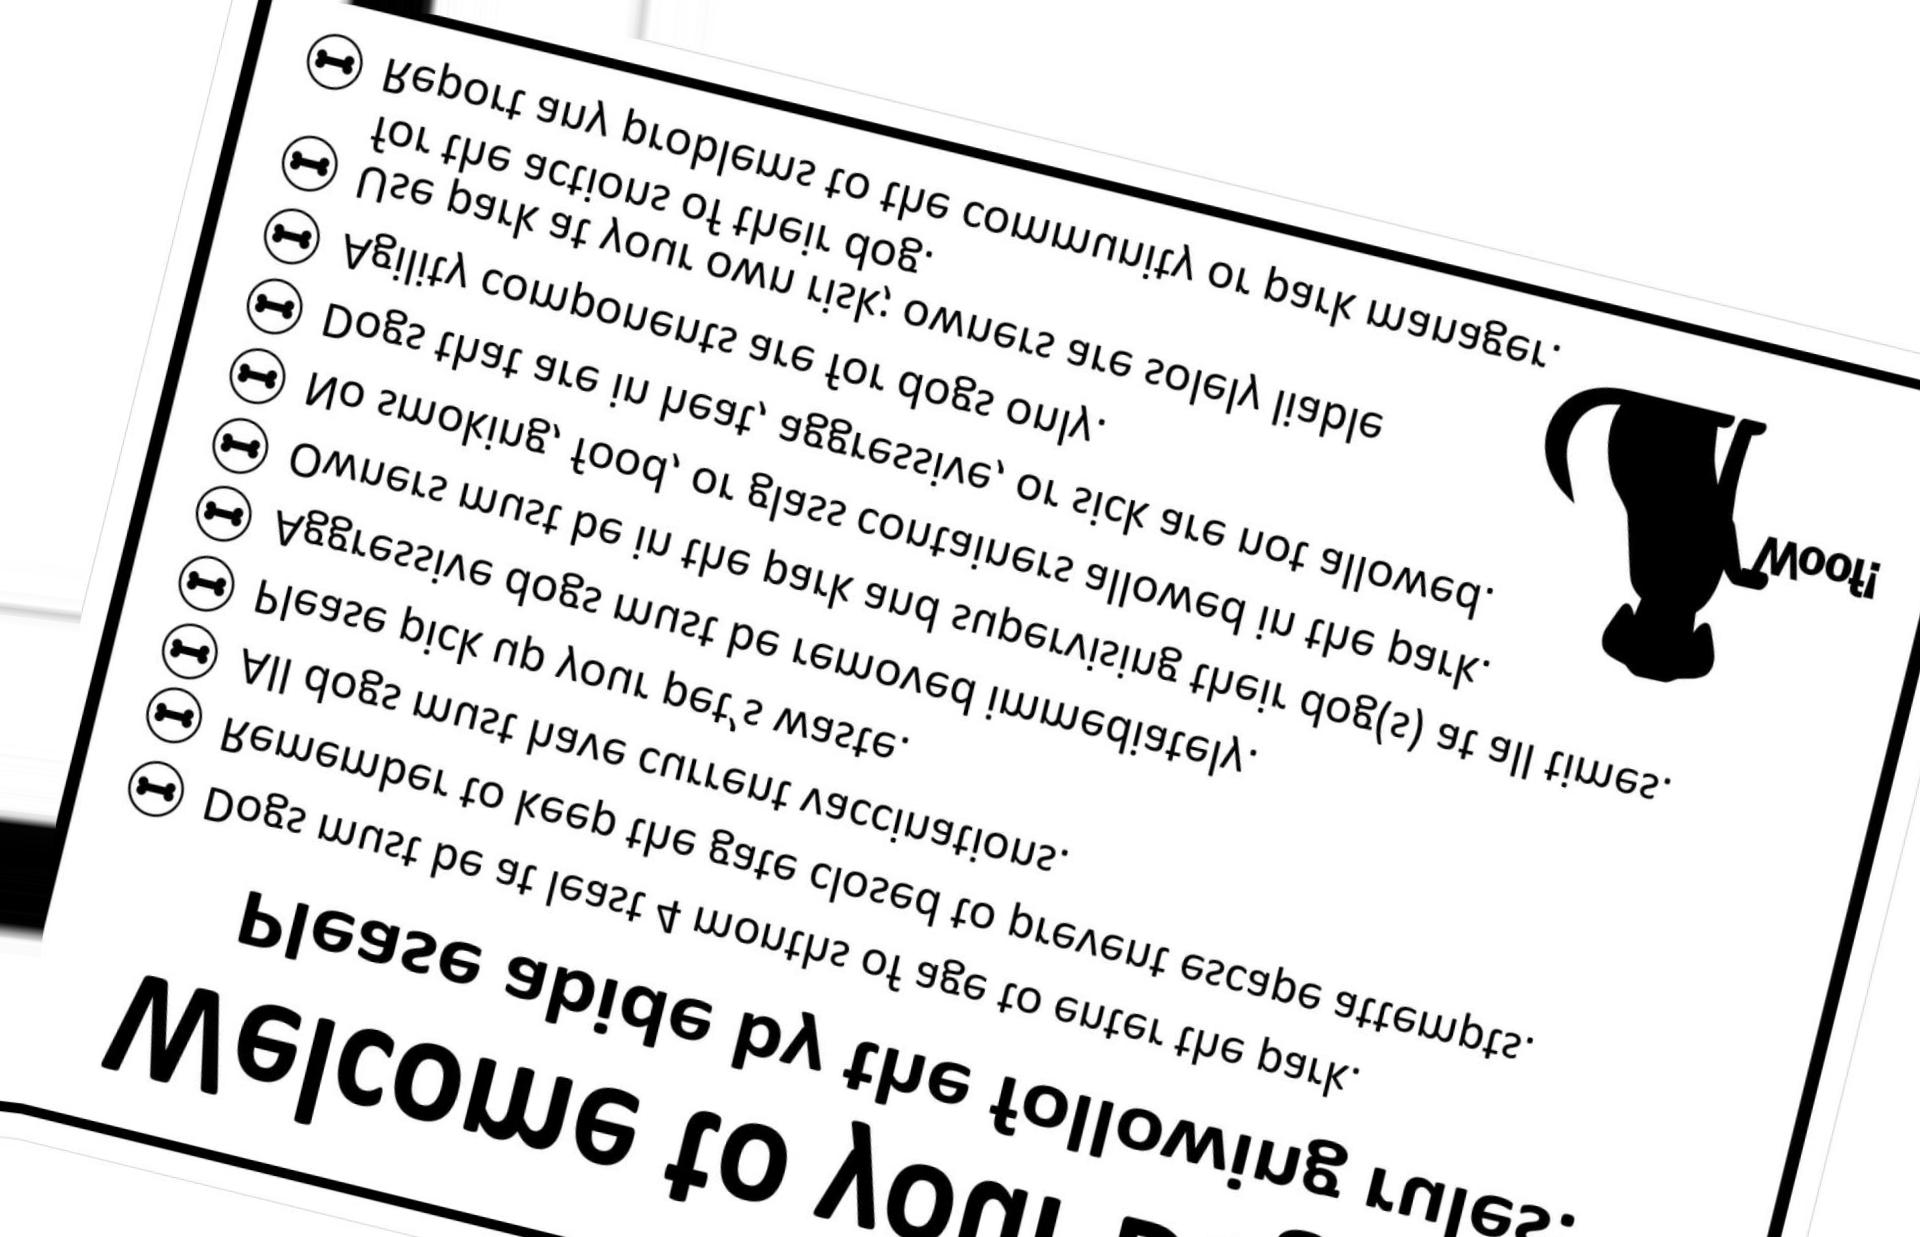 Welcome to your
Please abide by the following rules.
Dogs must be at least 4 months of age to enter the park.
Remember to keep the gate closed to prevent escape attempts.
All dogs must have current vaccinations.
Please pick up your pet's waste.
Aggressive dogs must be removed immediately.
Owners must be in the park and supervising their dog(s) at all times.
No smoking, food, or glass containers allowed in the park.
Dogs that are in heat, aggressive, or sick are not allowed.
Agility components are for dogs only.
Use park at your own risk; owners are solely liable
for the actions of their dog.
Report any problems to the community or park manager.
Woof!